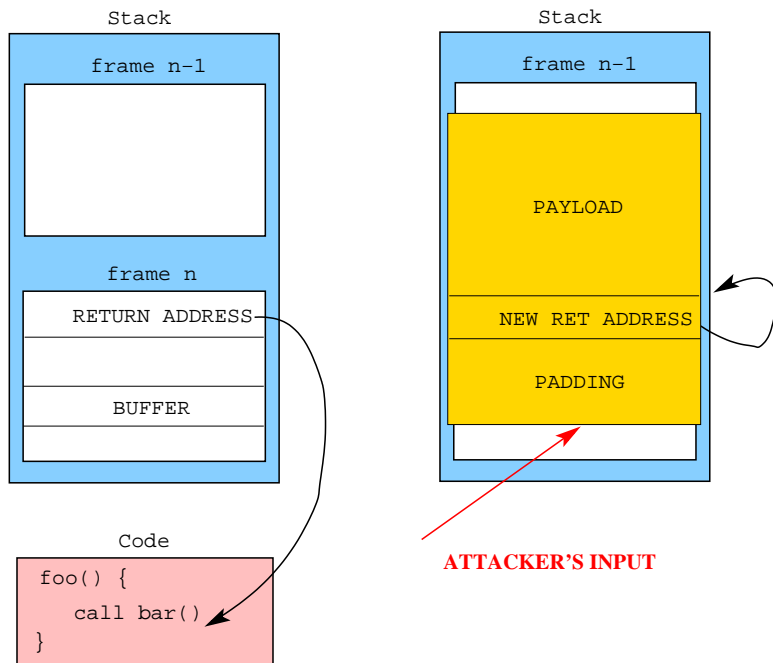 Stack
frame n-1
frame n
RETURN ADDRESS
BUFFER
Code
foo() {
call bar()
}
Stack
frame n-1
PAYLOAD
NEW RET ADDRESS
PADDING
ATTACKER'S INPUT